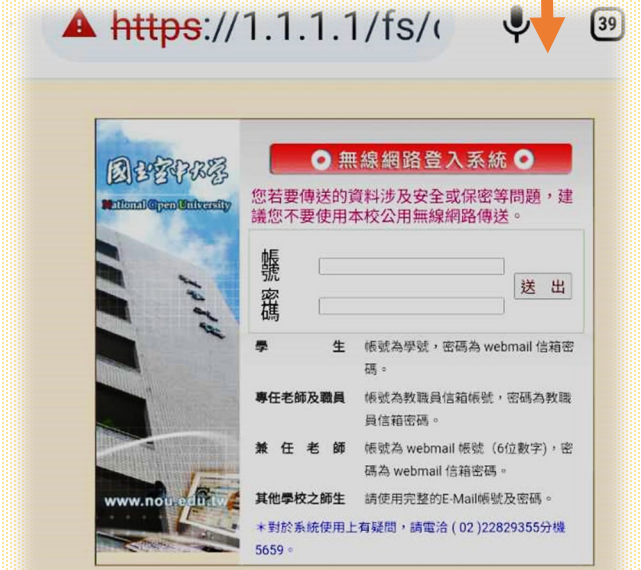 https://1.1.1.1/fs/
39
國立空中大學
National Open University
無線網路登入系統
您若要傳送的資料涉及安全或保密等問題，建
議您不要使用本校公用無線網路傳送。
帳號
密碼
送 出
學 生 帳號為學號，密碼為 webmail 信箱密
碼。
專任老師及職員 帳號為教職員信箱帳號，密碼為教職
員信箱密碼。
兼 任 老 師 帳號為 webmail 帳號（6位數字)，密
碼為 webmail 信箱密碼。
其他學校之師生 請使用完整的E-Mail帳號及密碼。
＊對於系統使用上有疑問，請電洽 ( 02 )22829355分機
5659。
www.nou.edu.tw